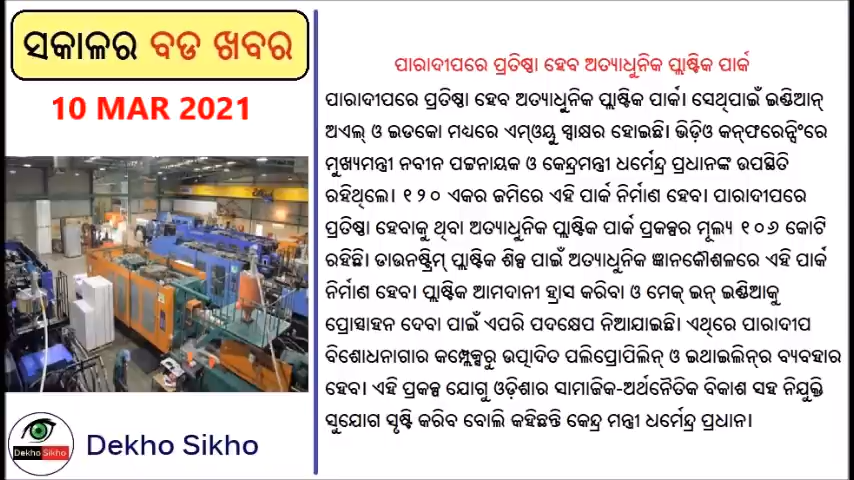 ସକାଳର ବଡ ଖବର
10 MAR 2021
Dekho Sikho
Dekho Sikho
ପାରାଦୀପରେ ପ୍ରତିଷ୍ଠା ହେବ ଅତ୍ୟାଧୁନିକ ପ୍ଲାଷ୍ଟିକ ପାର୍କ
ପାରାଦୀପରେ ପ୍ରତିଷ୍ଠା ହେବ ଅତ୍ୟାଧୁନିକ ପ୍ଲାଷ୍ଟିକ ପାର୍କ। ସେଥିପାଇଁ ଇଣ୍ଡିଆନ୍
ଅଏଲ୍ ଓ ଇଡକୋ ମଧ୍ୟରେ ଏମ୍‌ଓୟୁ ସ୍ୱାକ୍ଷର ହୋଇଛି। ଭିଡ଼ିଓ କନ୍‌ଫରେନ୍ସିଂରେ
ମୁଖ୍ୟମନ୍ତ୍ରୀ ନବୀନ ପଟ୍ଟନାୟକ ଓ କେନ୍ଦ୍ରମନ୍ତ୍ରୀ ଧର୍ମେନ୍ଦ୍ର ପ୍ରଧାନଙ୍କ ଉପସ୍ଥିତି
ରହିଥିଲେ। ୧୨୦ ଏକର ଜମିରେ ଏହି ପାର୍କ ନିର୍ମାଣ ହେବ। ପାରାଦୀପରେ
ପ୍ରତିଷ୍ଠା ହେବାକୁ ଥିବା ଅତ୍ୟାଧୁନିକ ପ୍ଲାଷ୍ଟିକ ପାର୍କ ପ୍ରକଳ୍ପର ମୂଲ୍ୟ ୧୦୬ କୋଟି
ରହିଛି। ଡାଉନଷ୍ଟ୍ରିମ୍ ପ୍ଲାଷ୍ଟିକ ଶିଳ୍ପ ପାଇଁ ଅତ୍ୟାଧୁନିକ ଜ୍ଞାନକୌଶଳରେ ଏହି ପାର୍କ
ନିର୍ମାଣ ହେବ। ପ୍ଲାଷ୍ଟିକ ଆମଦାନୀ ହ୍ରାସ କରିବା ଓ ମେକ୍ ଇନ୍ ଇଣ୍ଡିଆକୁ
ପ୍ରୋତ୍ସାହନ ଦେବା ପାଇଁ ଏପରି ପଦକ୍ଷେପ ନିଆଯାଇଛି। ଏଥିରେ ପାରାଦୀପ
ବିଶୋଧନାଗାର କମ୍ପ୍ଲେକ୍ସରୁ ଉତ୍ପାଦିତ ପଲିପ୍ରୋପିଲିନ୍ ଓ ଇଥାଇଲିନ୍‌ର ବ୍ୟବହାର
ହେବ। ଏହି ପ୍ରକଳ୍ପ ଯୋଗୁ ଓଡ଼ିଶାର ସାମାଜିକ-ଅର୍ଥନୈତିକ ବିକାଶ ସହ ନିଯୁକ୍ତି
ସୁଯୋଗ ସୃଷ୍ଟି କରିବ ବୋଲି କହିଛନ୍ତି କେନ୍ଦ୍ର ମନ୍ତ୍ରୀ ଧର୍ମେନ୍ଦ୍ର ପ୍ରଧାନ।